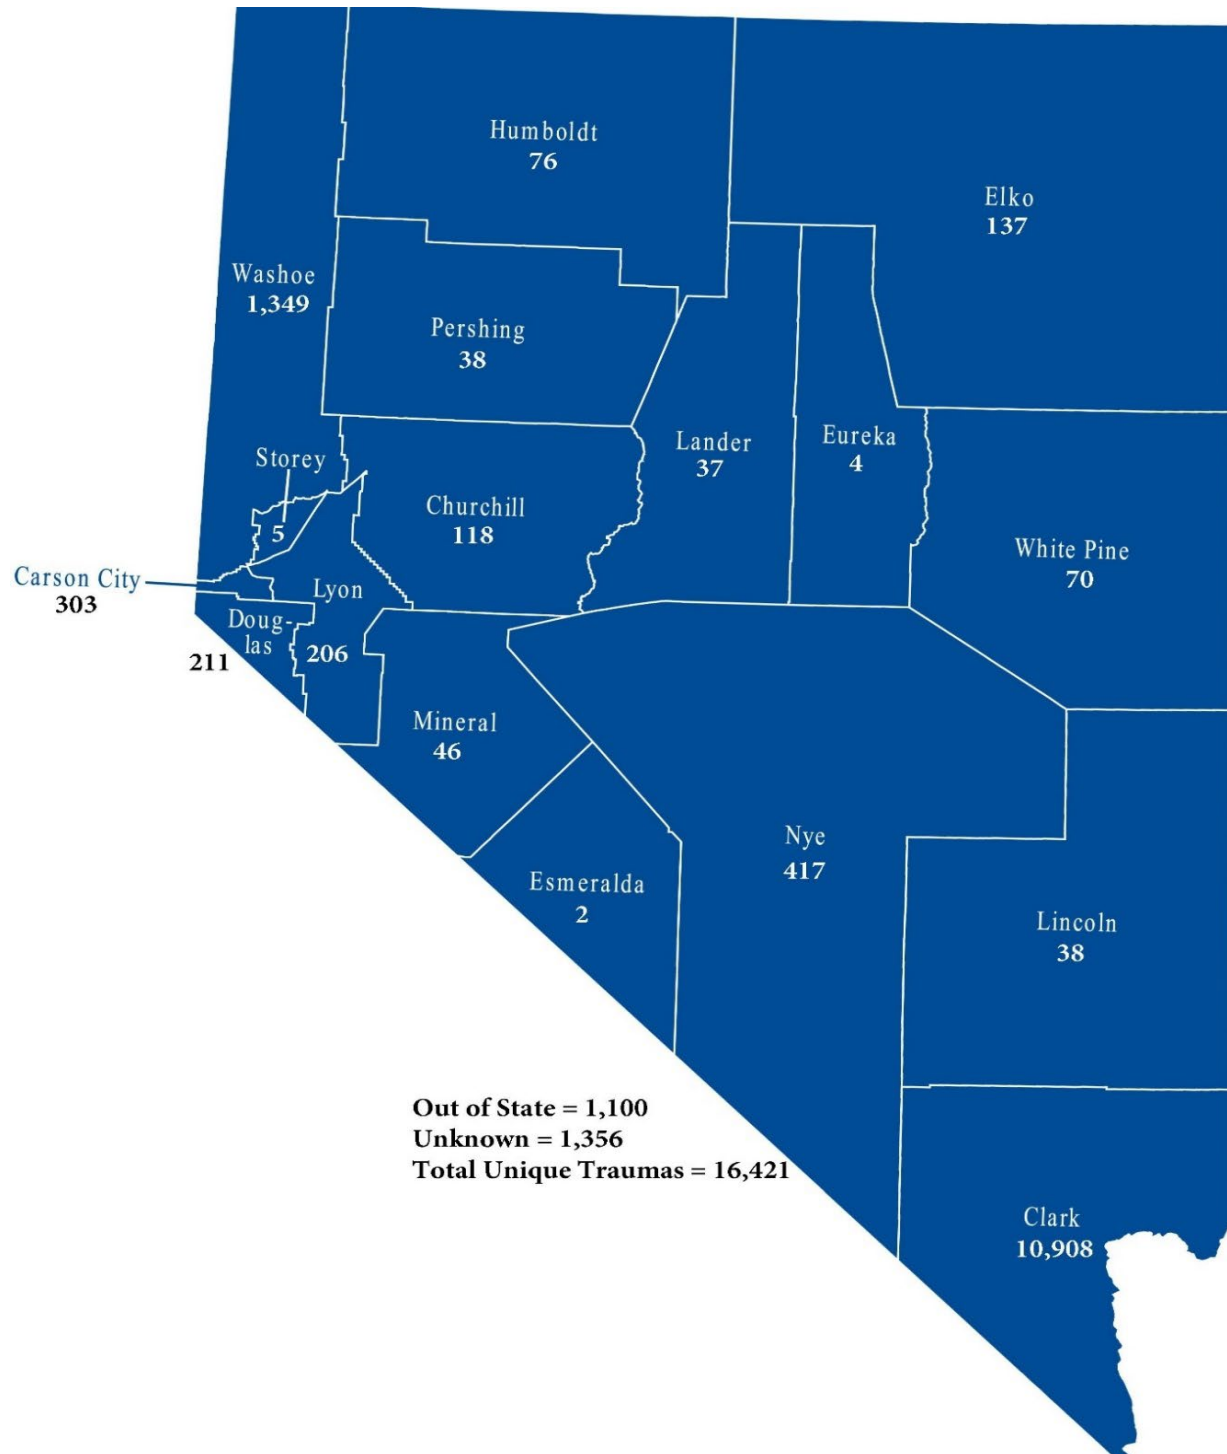 Humboldt
76
Elko
137
Washoe
1,349
Pershing
38
Lander
37
Eureka
4
Storey
5
Churchill
118
White Pine
70
Carson City
303
Lyon
206
Doug-
las
211
Mineral
46
Nye
417
Esmeralda
2
Lincoln
38
Out of State = 1,100
Unknown = 1,356
Total Unique Traumas = 16,421
Clark
10,908